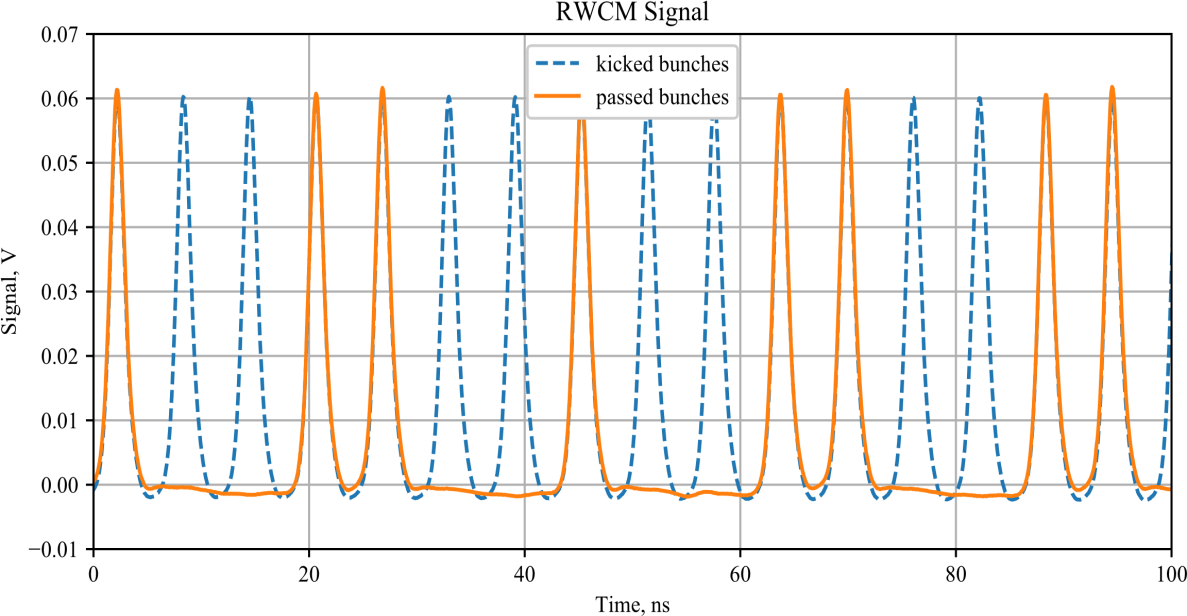 RWCM Signal
0.07
0.06
0.05
0.04
0.03
0.02
0.01
0.00
−0.01
Signal, V
kicked bunches
passed bunches
0 20 40 60 80 100
Time, ns